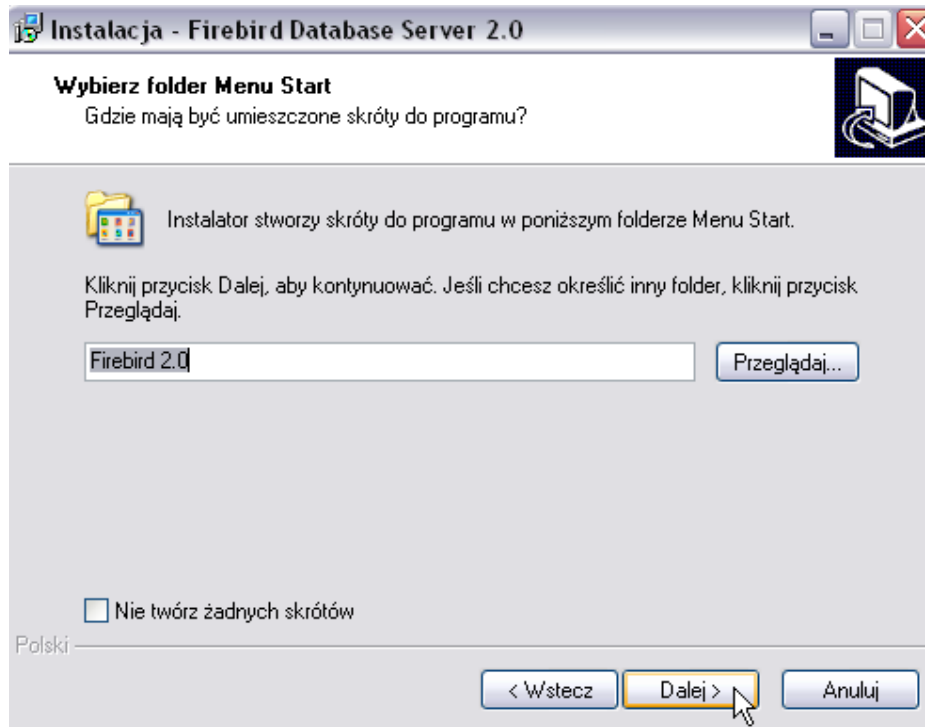 Instalacja - Firebird Database Server 2.0
Wybierz folder Menu Start
Gdzie mają być umieszczone skróty do programu?
Instalator stworzy skróty do programu w poniższym folderze Menu Start.
Kliknij przycisk Dalej, aby kontynuować. Jeśli chcesz określić inny folder, kliknij przycisk
Przeglądaj.
Firebird 2.0
Przeglądaj...
Nie twórz żadnych skrótów
Polski
< Wstecz
Dalej >
Anuluj